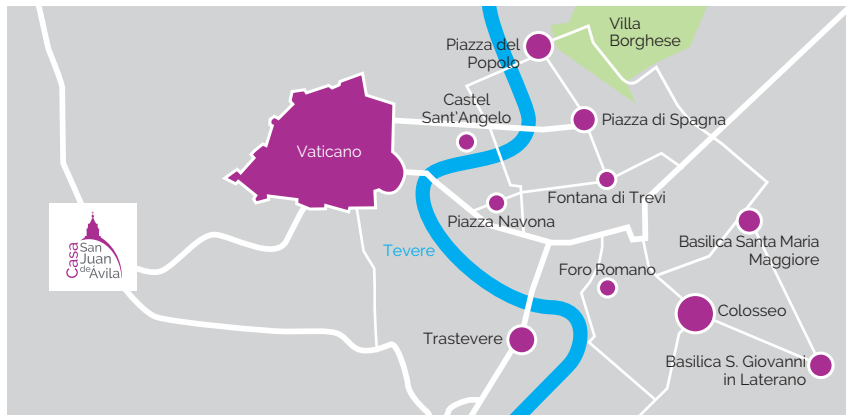 Villa
Borghese
Piazza del
Popolo
Castel
Sant'Angelo
Piazza di Spagna
Vaticano
Fontana di Trevi
Piazza Navona
Casa
San
Juan
de Ávila
Tevere
Basilica Santa Maria
Maggiore
Foro Romano
Colosseo
Trastevere
Basilica S. Giovanni
in Laterano